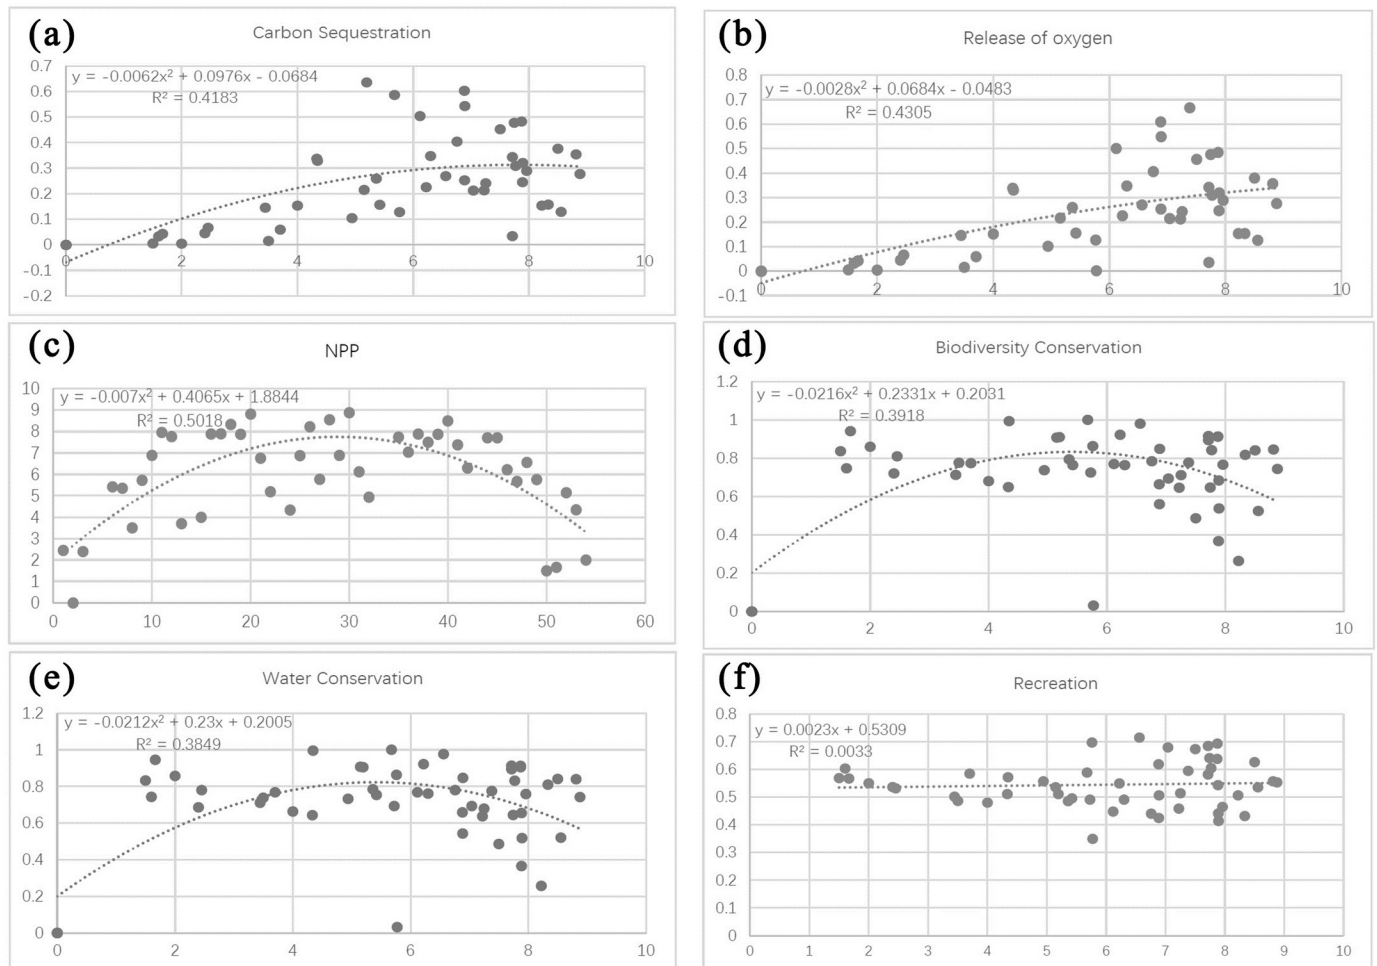 (a)
Carbon Sequestration
y = -0.0062x² + 0.0976x - 0.0684
R² = 0.4183
0.7
0.6
0.5
0.4
0.3
0.2
0.1
0
-0.1
-0.2
0 2 4 6 8 10
(b)
Release of oxygen
y = -0.0028x² + 0.0684x - 0.0483
R² = 0.4305
0.8
0.7
0.6
0.5
0.4
0.3
0.2
0.1
0
-0.1
0 2 4 6 8 10
(c)
NPP
y = -0.007x² + 0.4065x + 1.8844
R² = 0.5018
10
9
8
7
6
5
4
3
2
1
0
0 10 20 30 40 50 60
(d)
Biodiversity Conservation
y = -0.0216x² + 0.2331x + 0.2031
R² = 0.3918
1.2
1
0.8
0.6
0.4
0.2
0
0 2 4 6 8 10
(e)
Water Conservation
y = -0.0212x² + 0.23x + 0.2005
R² = 0.3849
1.2
1
0.8
0.6
0.4
0.2
0
0 2 4 6 8 10
(f)
Recreation
y = 0.0023x + 0.5309
R² = 0.0033
0.8
0.7
0.6
0.5
0.4
0.3
0.2
0.1
0
0 1 2 3 4 5 6 7 8 9 10